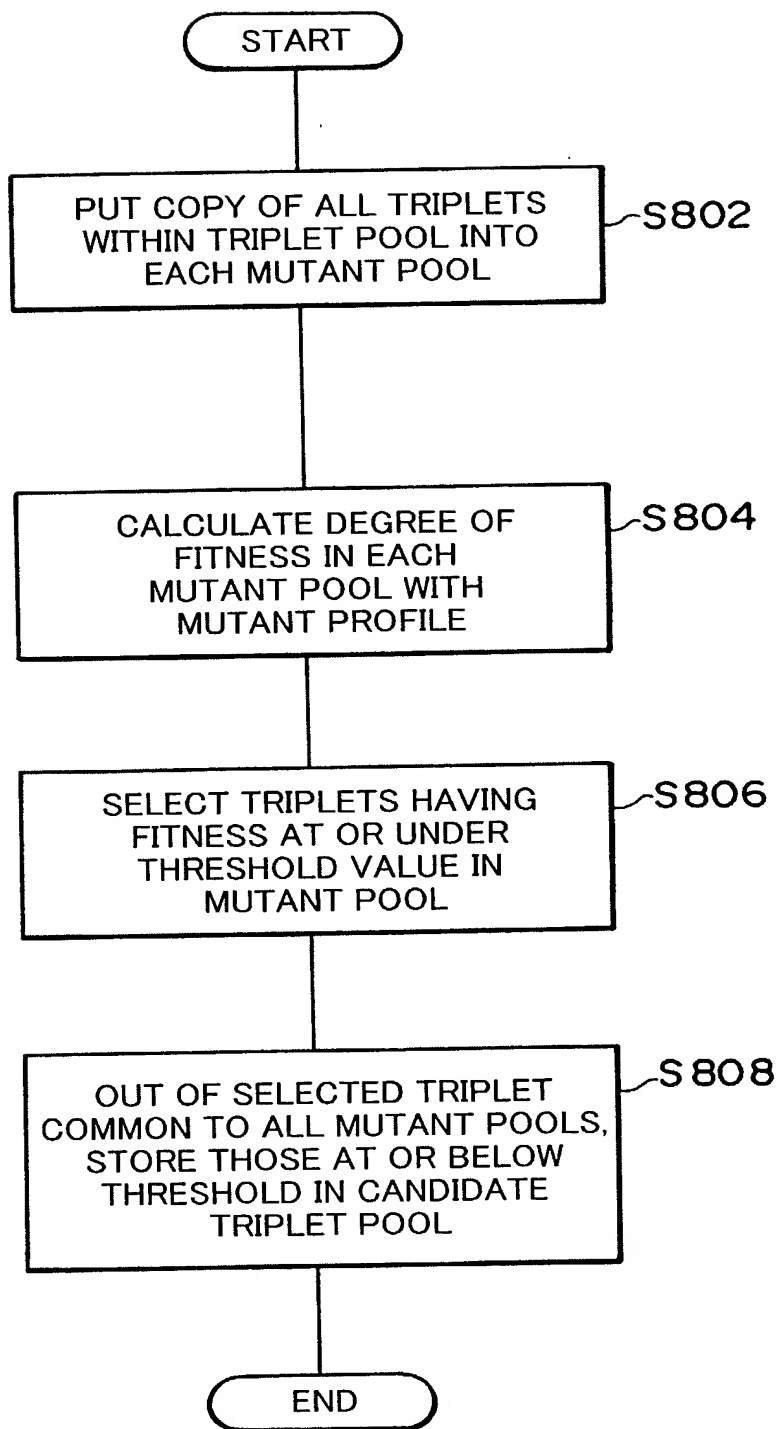 START
PUT COPY OF ALL TRIPLETS
WITHIN TRIPLET POOL INTO
EACH MUTANT POOL
S802
CALCULATE DEGREE OF
FITNESS IN EACH
MUTANT POOL WITH
MUTANT PROFILE
S804
SELECT TRIPLETS HAVING
FITNESS AT OR UNDER
THRESHOLD VALUE IN
MUTANT POOL
S806
OUT OF SELECTED TRIPLET
COMMON TO ALL MUTANT POOLS,
STORE THOSE AT OR BELOW
THRESHOLD IN CANDIDATE
TRIPLET POOL
S808
END